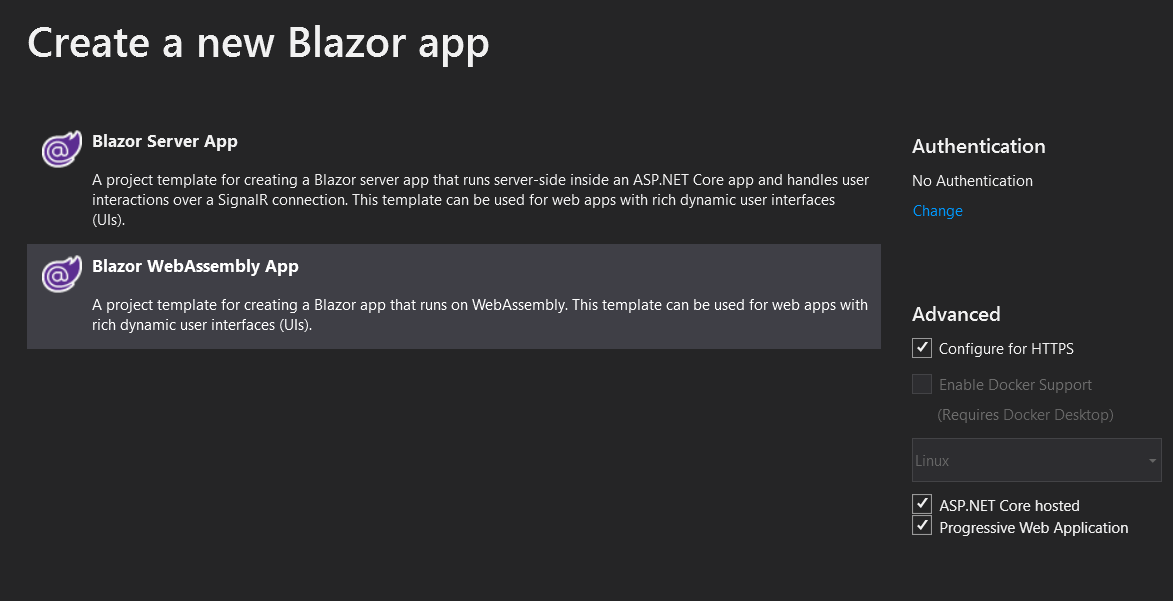 Create a new Blazor app
Blazor Server App
A project template for creating a Blazor server app that runs server-side inside an ASP.NET Core app and handles user
interactions over a SignalR connection. This template can be used for web apps with rich dynamic user interfaces
(UIs).
Blazor WebAssembly App
A project template for creating a Blazor app that runs on WebAssembly. This template can be used for web apps with
rich dynamic user interfaces (UIs).
Authentication
No Authentication
Change
Advanced
Configure for HTTPS
Enable Docker Support
(Requires Docker Desktop)
Linux
ASP.NET Core hosted
Progressive Web Application